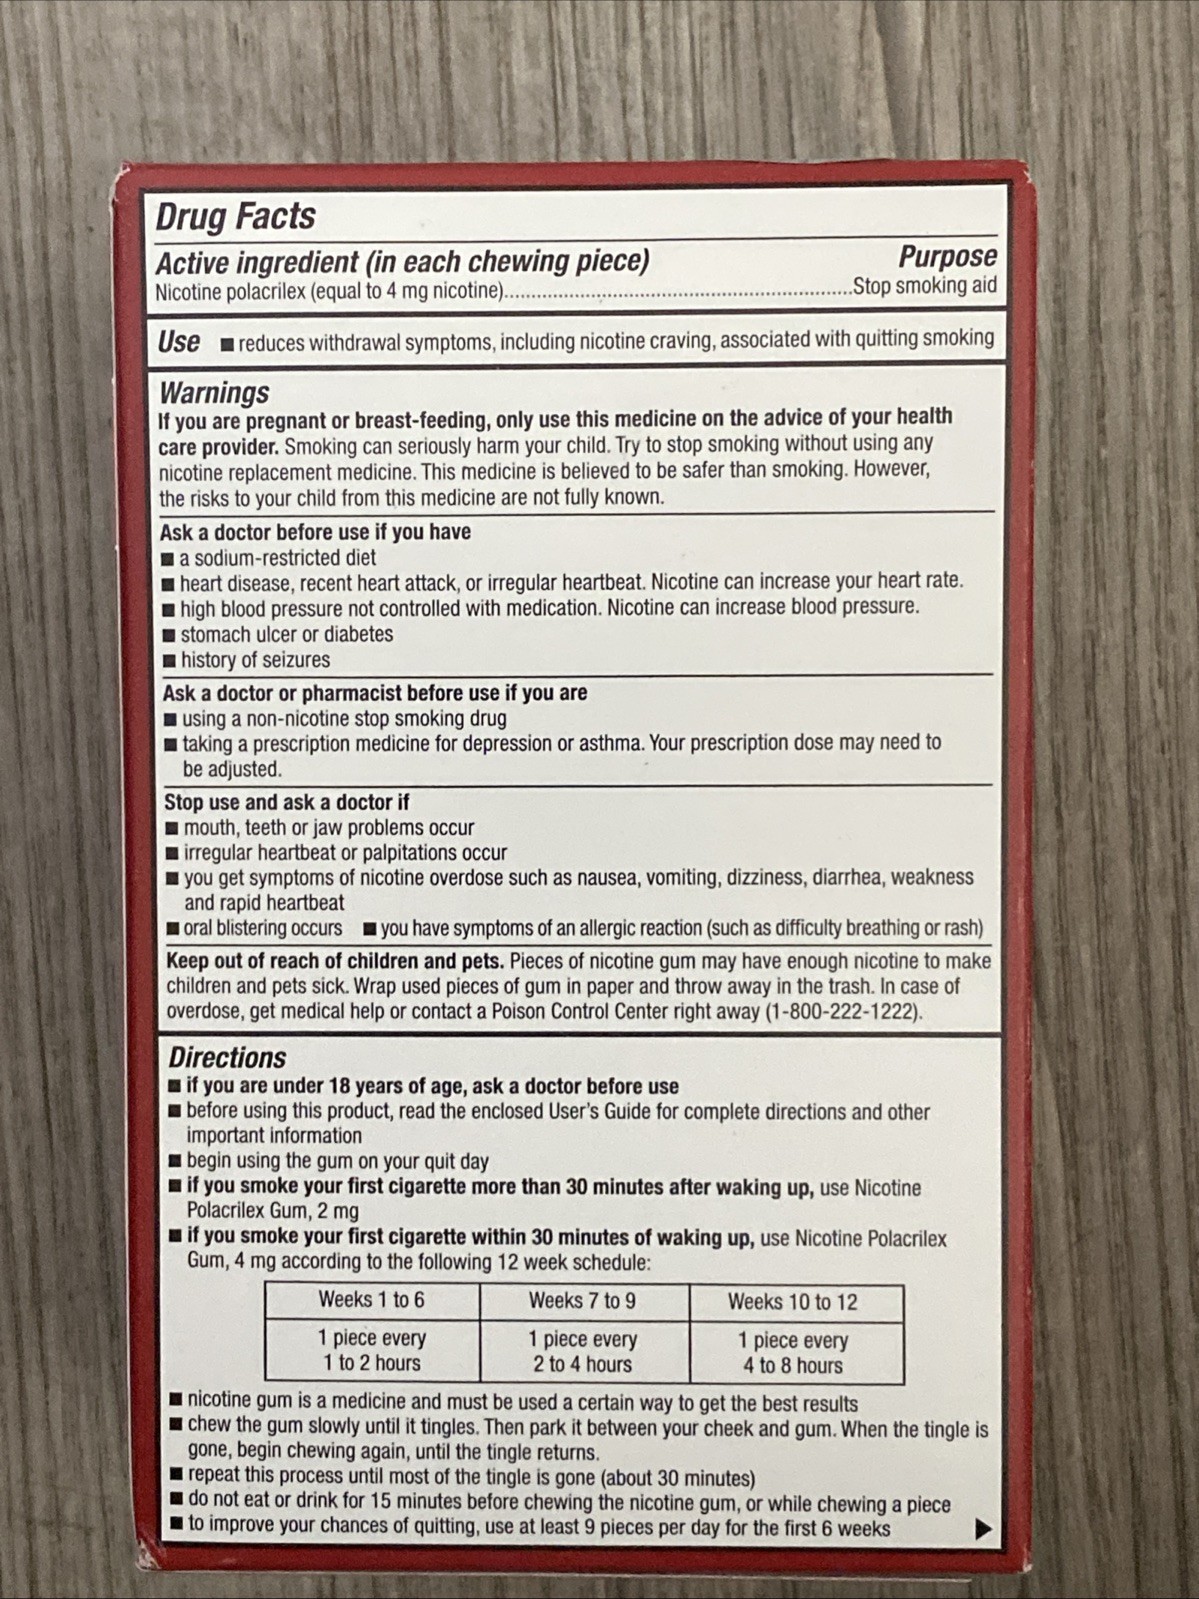 Drug Facts
Active ingredient (in each chewing piece) Purpose
Nicotine polacrilex (equal to 4 mg nicotine)..........................................................Stop smoking aid
Use ■ reduces withdrawal symptoms, including nicotine craving, associated with quitting smoking
Warnings
If you are pregnant or breast-feeding, only use this medicine on the advice of your health
care provider. Smoking can seriously harm your child. Try to stop smoking without using any
nicotine replacement medicine. This medicine is believed to be safer than smoking. However,
the risks to your child from this medicine are not fully known.
Ask a doctor before use if you have
■ a sodium-restricted diet
■ heart disease, recent heart attack, or irregular heartbeat. Nicotine can increase your heart rate.
■ high blood pressure not controlled with medication. Nicotine can increase blood pressure.
■ stomach ulcer or diabetes
■ history of seizures
Ask a doctor or pharmacist before use if you are
■ using a non-nicotine stop smoking drug
■ taking a prescription medicine for depression or asthma. Your prescription dose may need to
be adjusted.
Stop use and ask a doctor if
■ mouth, teeth or jaw problems occur
■ irregular heartbeat or palpitations occur
■ you get symptoms of nicotine overdose such as nausea, vomiting, dizziness, diarrhea, weakness
and rapid heartbeat
■ oral blistering occurs ■ you have symptoms of an allergic reaction (such as difficulty breathing or rash)
Keep out of reach of children and pets. Pieces of nicotine gum may have enough nicotine to make
children and pets sick. Wrap used pieces of gum in paper and throw away in the trash. In case of
overdose, get medical help or contact a Poison Control Center right away (1-800-222-1222).
Directions
■ if you are under 18 years of age, ask a doctor before use
■ before using this product, read the enclosed User's Guide for complete directions and other
important information
■ begin using the gum on your quit day
■ if you smoke your first cigarette more than 30 minutes after waking up, use Nicotine
Polacrilex Gum, 2 mg
■ if you smoke your first cigarette within 30 minutes of waking up, use Nicotine Polacrilex
Gum, 4 mg according to the following 12 week schedule:
Weeks 1 to 6 Weeks 7 to 9 Weeks 10 to 12
1 piece every 1 piece every 1 piece every
1 to 2 hours 2 to 4 hours 4 to 8 hours
■ nicotine gum is a medicine and must be used a certain way to get the best results
■ chew the gum slowly until it tingles. Then park it between your cheek and gum. When the tingle is
gone, begin chewing again, until the tingle returns.
■ repeat this process until most of the tingle is gone (about 30 minutes)
■ do not eat or drink for 15 minutes before chewing the nicotine gum, or while chewing a piece
■ to improve your chances of quitting, use at least 9 pieces per day for the first 6 weeks